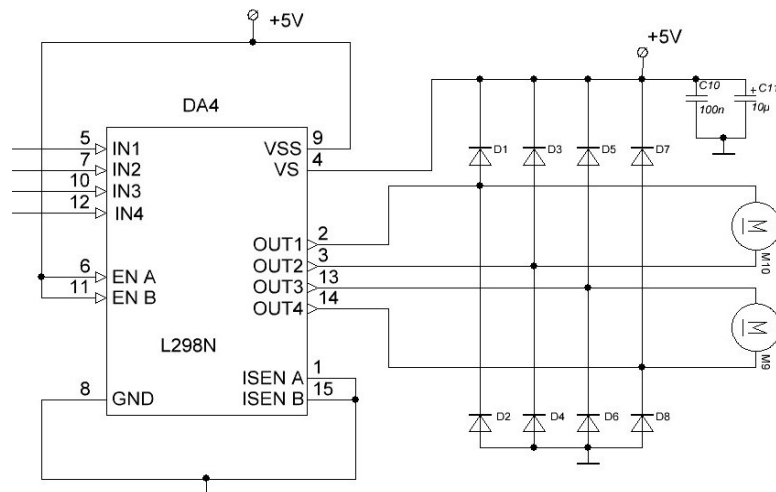 +5V
+5V
DA4
C10
100n
C11
10µ
5 IN1
7 IN2
10 IN3
12 IN4
VSS 9
VS 4
D1
D3
D5
D7
OUT1 2
OUT2 3
OUT3 13
OUT4 14
M
M10
6 EN A
11 EN B
M
M9
L298N
8 GND
ISEN A 1
ISEN B 15
D2
D4
D6
D8